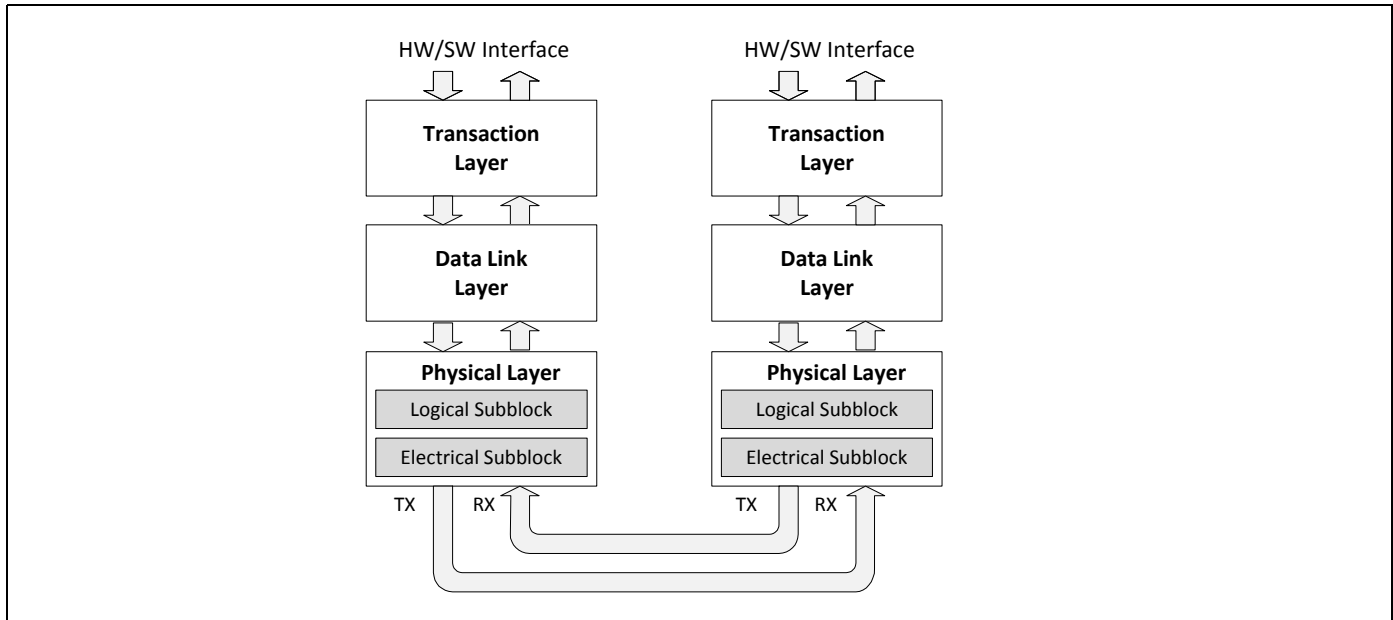 HW/SW Interface
HW/SW Interface
Transaction
Layer
Transaction
Layer
Data Link
Layer
Data Link
Layer
Physical Layer
Logical Subblock
Electrical Subblock
Physical Layer
Logical Subblock
Electrical Subblock
TX RX
TX RX